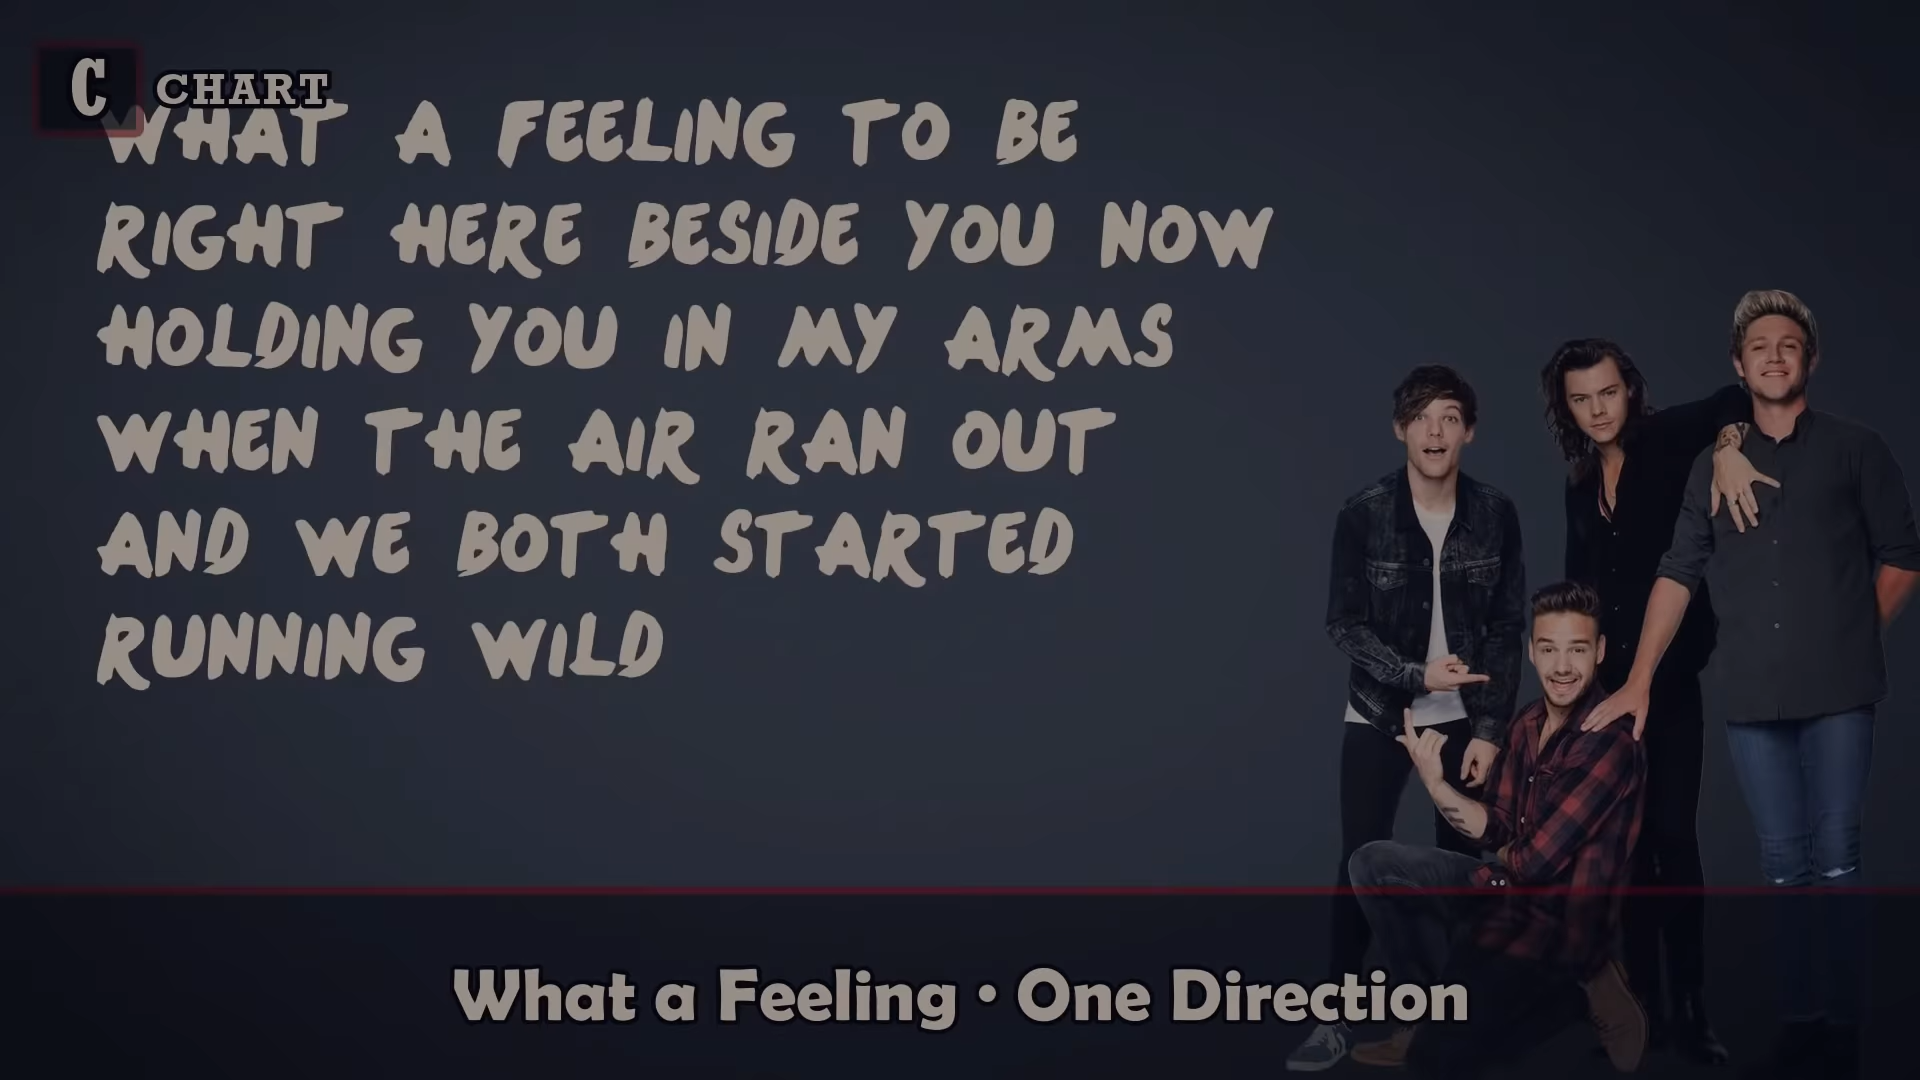 C CHART
WHAT A FEELING TO BE
RIGHT HERE BESIDE YOU NOW
HOLDING YOU IN MY ARMS
WHEN THE AIR RAN OUT
AND WE BOTH STARTED
RUNNING WILD
What a Feeling • One Direction